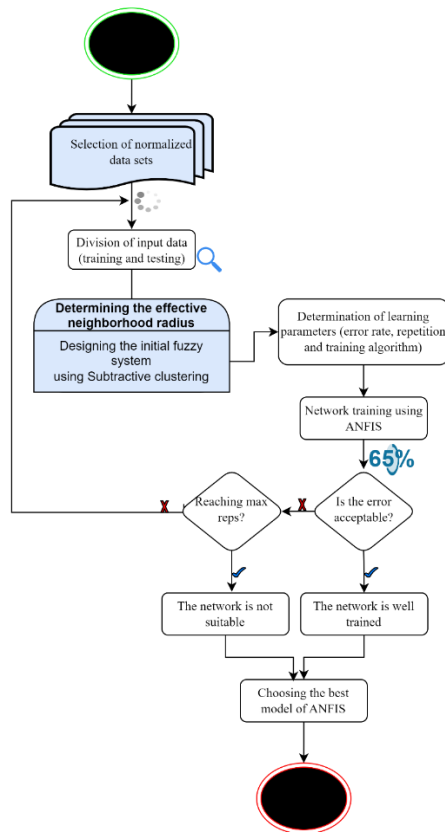 Selection of normalized
data sets
Division of input data
(training and testing)
Determining the effective
neighborhood radius
Designing the initial fuzzy
system
using Subtractive clustering
Determination of learning
parameters (error rate, repetition
and training algorithm)
Network training using
ANFIS
65%
Is the error
acceptable?
X
Reaching max
reps?
X
The network is not
suitable
The network is well
trained
Choosing the best
model of ANFIS